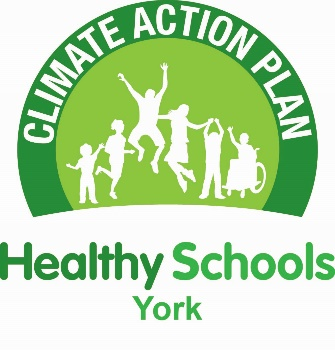 CLIMATE ACTION PLAN
Healthy Schools
York